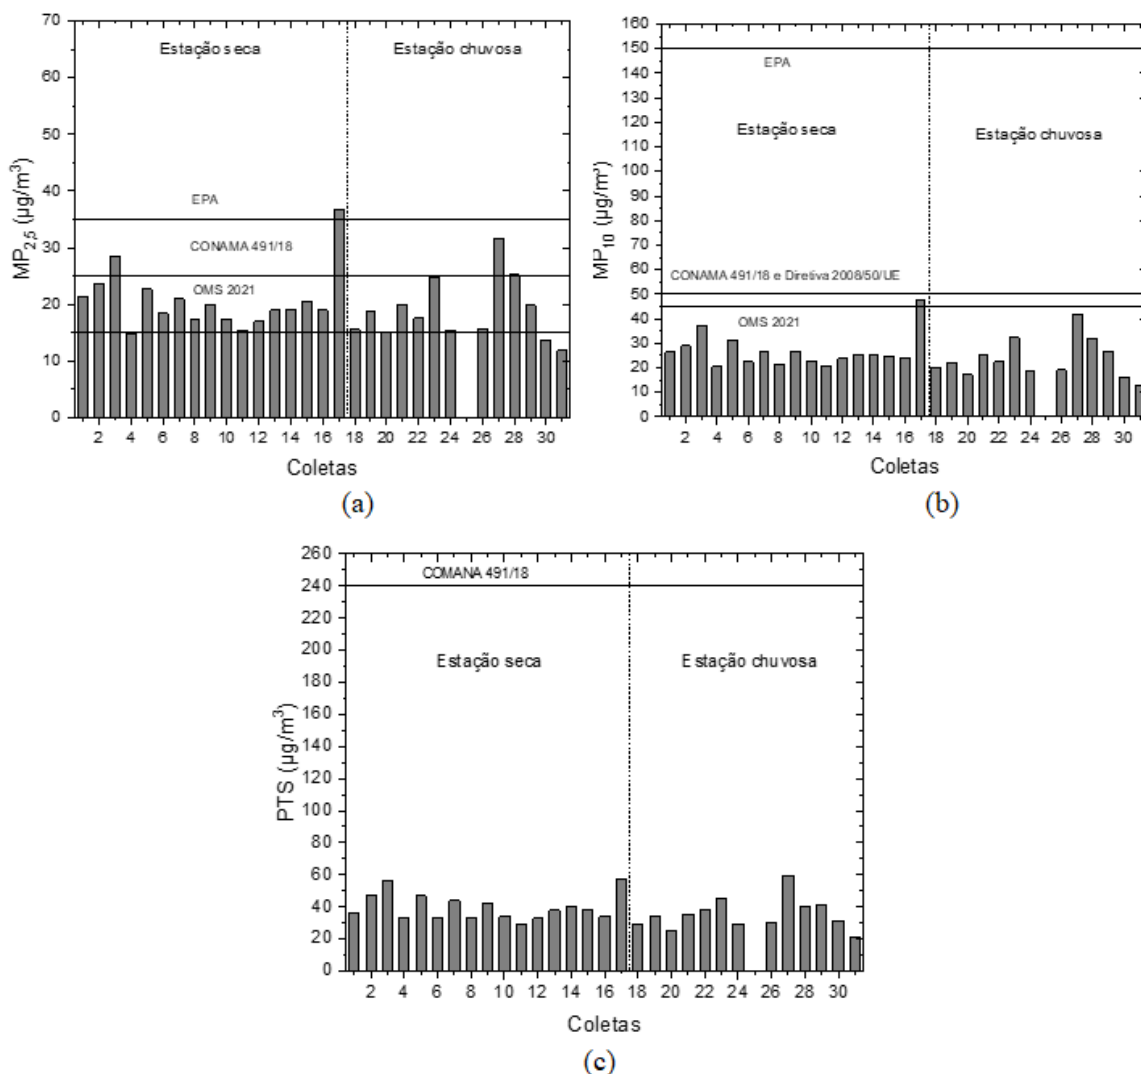 70
60
50
40
30
20
10
0
MP2,5 (µg/m³)
Estação seca
Estação chuvosa
EPA
CONAMA 491/18
OMS 2021
2 4 6 8 10 12 14 16 18 20 22 24 26 28 30
Coletas
(a)
160
150
140
130
120
110
100
90
80
70
60
50
40
30
20
10
0
MP10 (µg/m³)
EPA
Estação seca
Estação chuvosa
CONAMA 491/18 e Diretiva 2008/50/UE
OMS 2021
2 4 6 8 10 12 14 16 18 20 22 24 26 28 30
Coletas
(b)
260
240
220
200
180
160
140
120
100
80
60
40
20
0
PTS (µg/m³)
COMANA 491/18
Estação seca
Estação chuvosa
2 4 6 8 10 12 14 16 18 20 22 24 26 28 30
Coletas
(c)